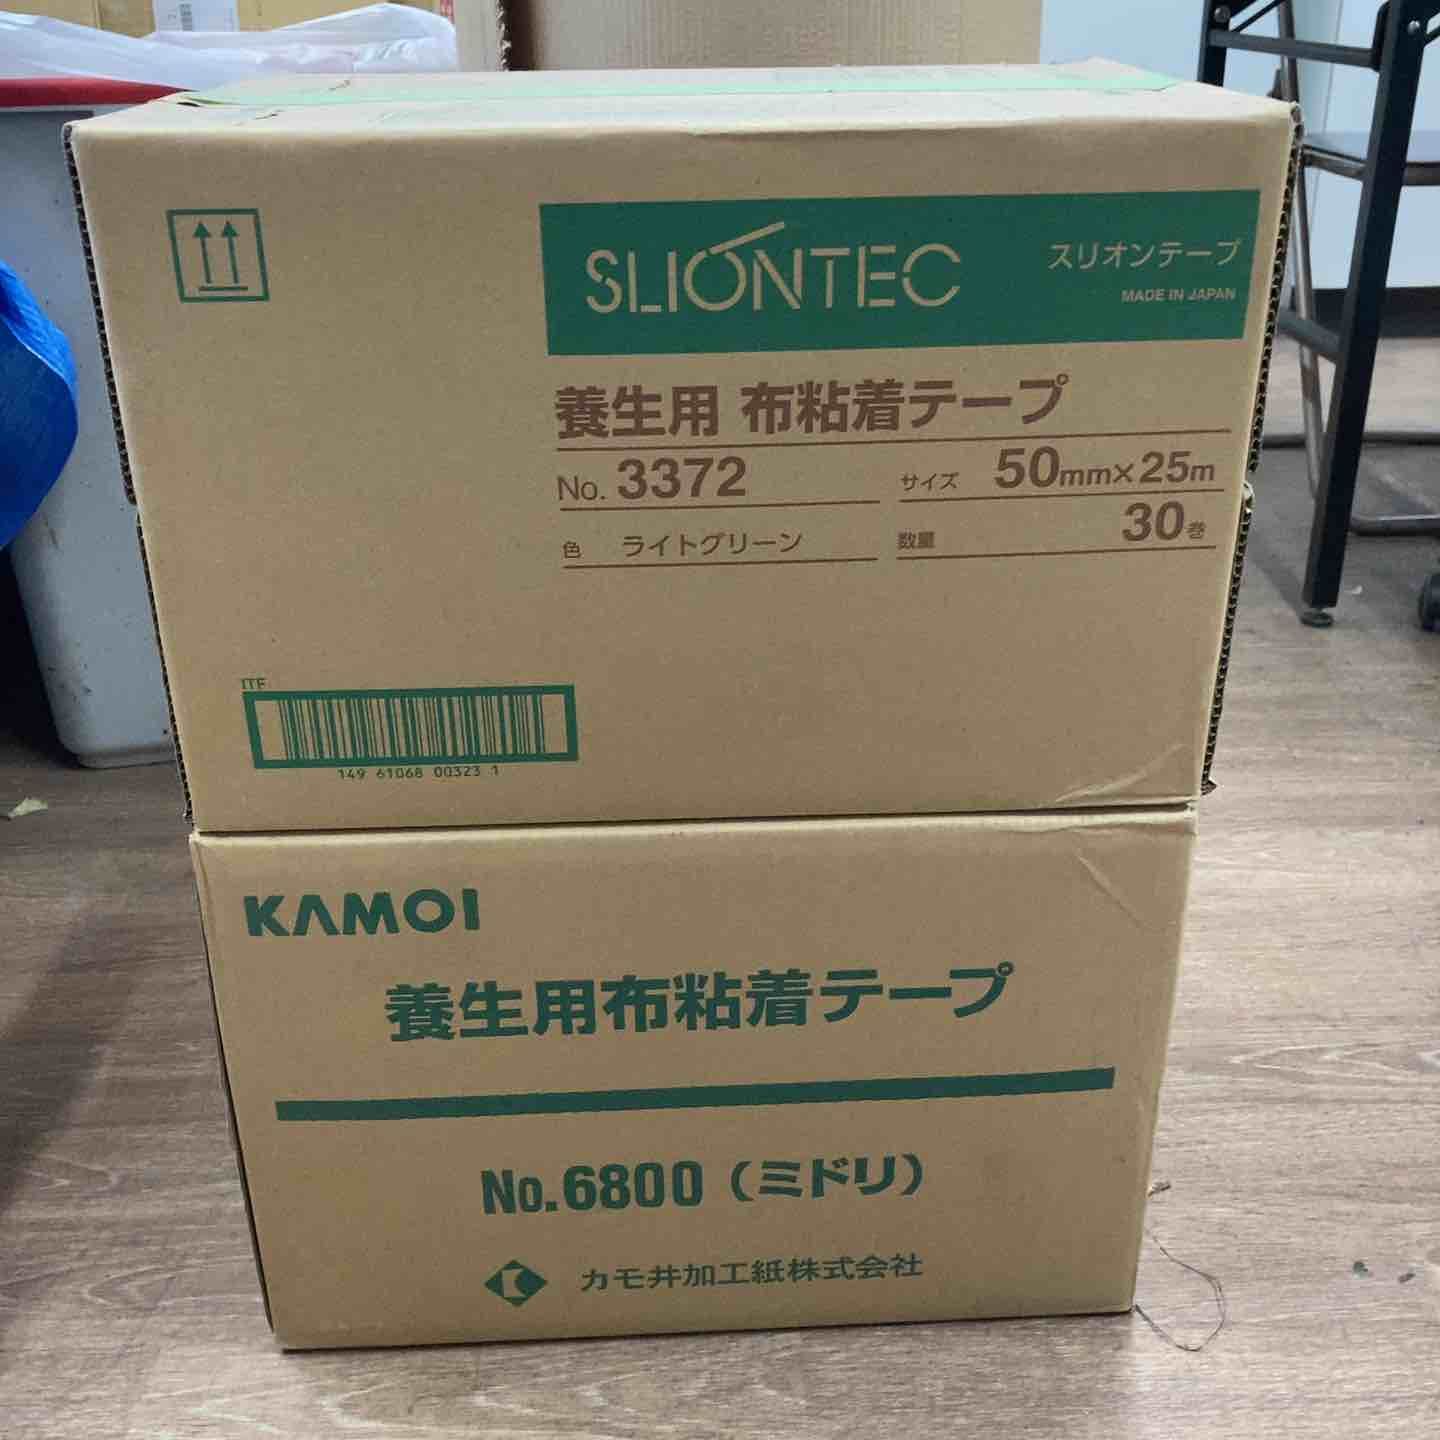 SLIONTEC
スリオンテープ
MADE IN JAPAN
養生用 布粘着テープ
No. 3372 サイズ 50mm×25m
色 ライトグリーン 数量 30巻
ITF
149 61068 00323 1
KAMOI
養生用布粘着テープ
No.6800（ミドリ）
カモ井加工紙株式会社